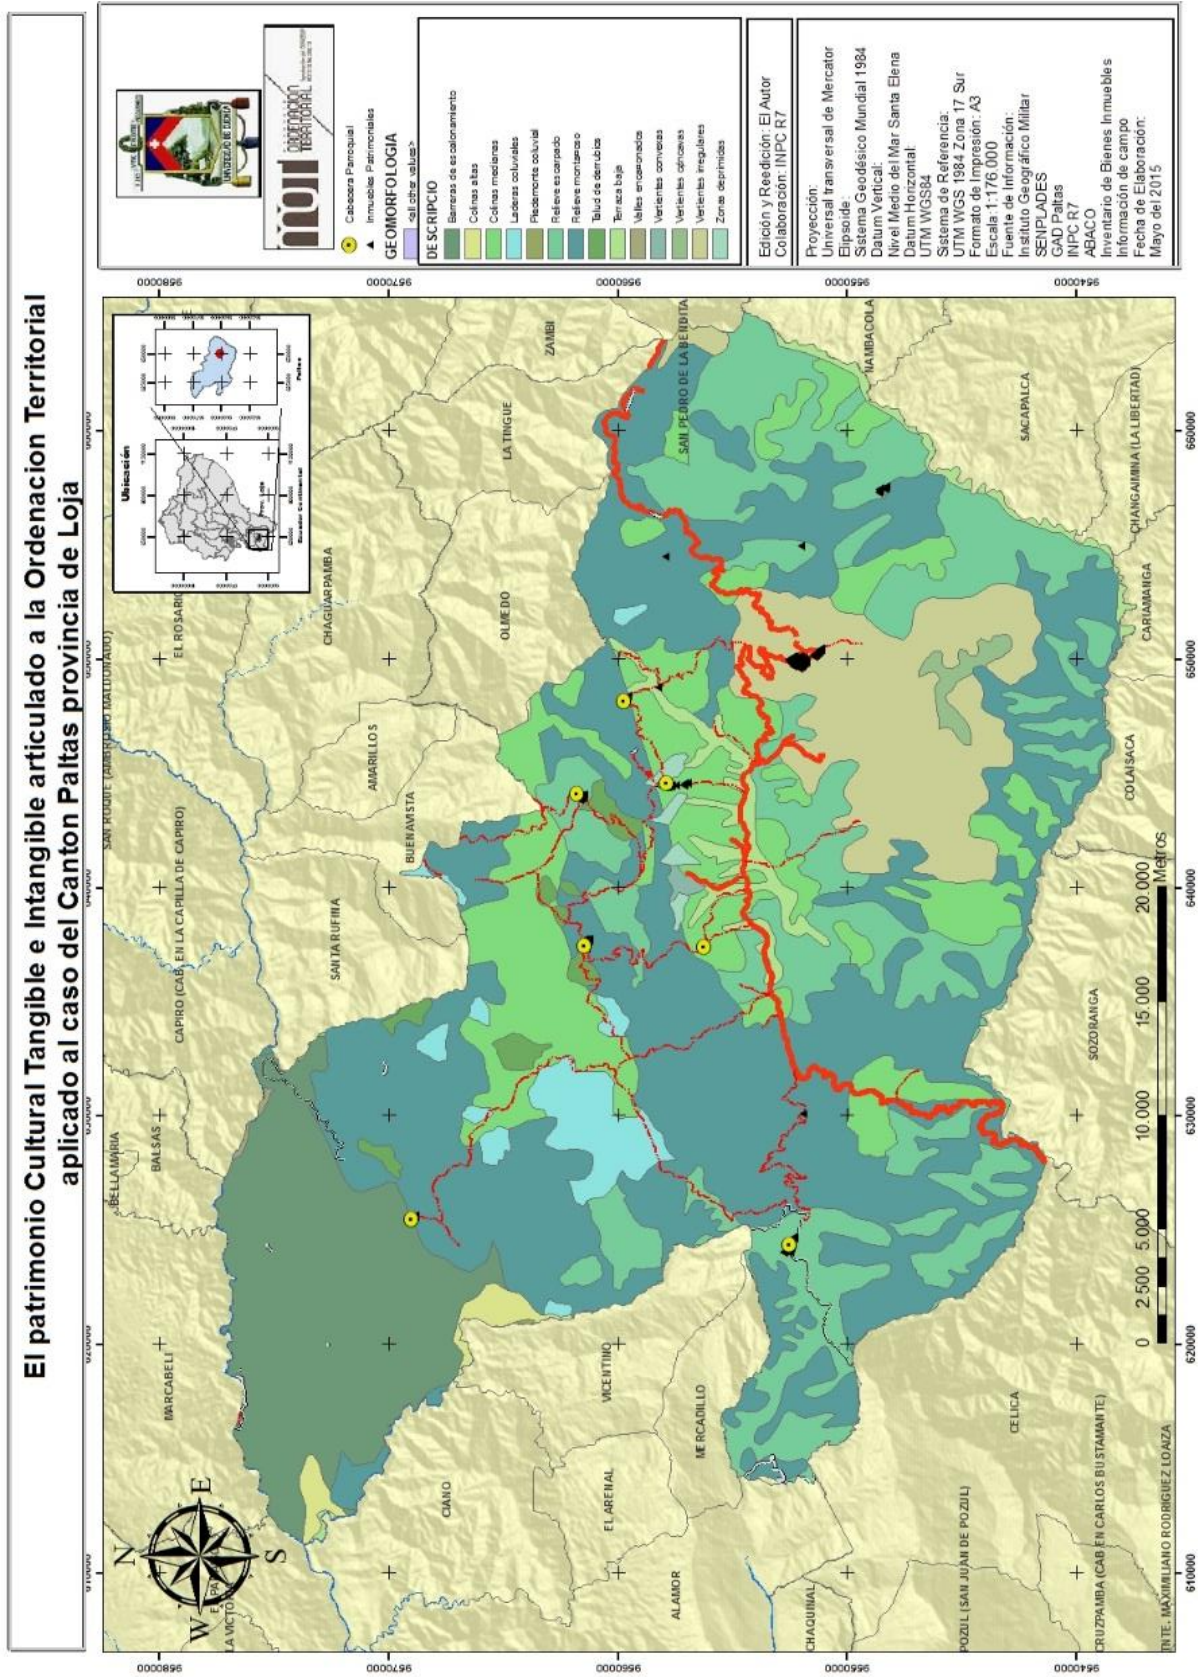 El patrimonio Cultural Tangible e Intangible articulado a la Ordenacion Territorial
aplicado al caso del Canton Paltas provincia de Loja
Ubicación
Ecuador Continental
Paltas
N
W
E
S
MARCABELI
BELLAMARIA
BALSAS
CAPIRO (CAB. EN LA CAPILLA DE CAPIRO)
SAN ROQUE (AMBROSIO MALDONADO)
EL ROSARIO
LA VICTORIA
SANTA RUFINA
AMARILLOS
CHAGUARPAMBA
BUENAVISTA
OLMEDO
LA TINGUE
ZAMBI
CIANO
VICENTINO
EL ARENAL
MERCADILLO
ALAMOR
SAN PEDRO DE LA BENDITA
CHAQUINAL
NAMBACOLA
POZUL (SAN JUAN DE POZUL)
CELICA
SACAPALCA
CRUZPAMBA (CAB EN CARLOS BUSTAMANTE)
SOZORANGA
COLAISACA
CARIAMANGA
CHANGAIMINA (LA LIBERTAD)
TNTE. MAXIMILIANO RODRIGUEZ LOAIZA
0 2.500 5.000 10.000 15.000 20.000
Metros
610000 620000 630000 640000 650000 660000
ORDENACION
TERRITORIAL
Cabecera Parroquial
Inmuebles Patrimoniales
GEOMORFOLOGIA
<all other values>
DESCRIPCIO
Barreras de escalonamiento
Colinas altas
Colinas medianas
Laderas coluviales
Piedemonte coluvial
Relieve escarpado
Relieve montañoso
Talud de derrubios
Terraza baja
Valles encañonados
Vertientes convexas
Vertientes cóncavas
Vertientes irregulares
Zonas deprimidas
Edición y Reedición: El Autor
Colaboración: INPC R7
Proyección:
Universal transversal de Mercator
Elipsoide:
Sistema Geodésico Mundial 1984
Datum Vertical:
Nivel Medio del Mar Santa Elena
Datum Horizontal:
UTM WGS84
Sistema de Referencia:
UTM WGS 1984 Zona 17 Sur
Formato de Impresión: A3
Escala:1:176.000
Fuente de Información:
Instituto Geográfico Militar
SENPLADES
GAD Paltas
INPC R7
ABACO
Inventario de Bienes Inmuebles
Información de campo
Fecha de Elaboración:
Mayo del 2015